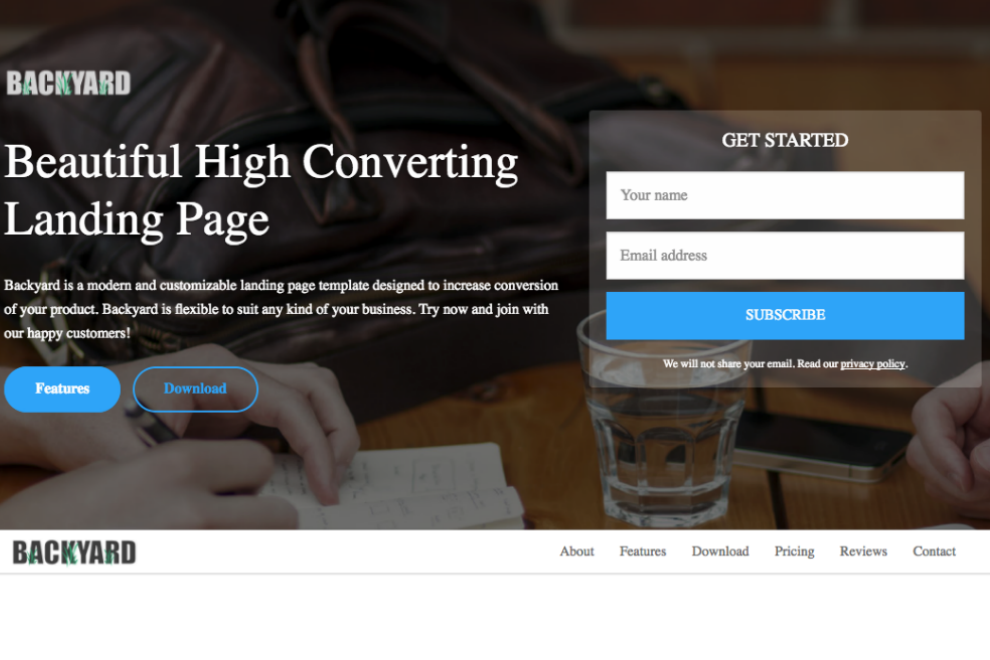 BACKYARD
Beautiful High Converting
Landing Page
Backyard is a modern and customizable landing page template designed to increase conversion
of your product. Backyard is flexible to suit any kind of your business. Try now and join with
our happy customers!
Features Download
GET STARTED
Your name
Email address
SUBSCRIBE
We will not share your email. Read our privacy policy.
BACKYARD About Features Download Pricing Reviews Contact